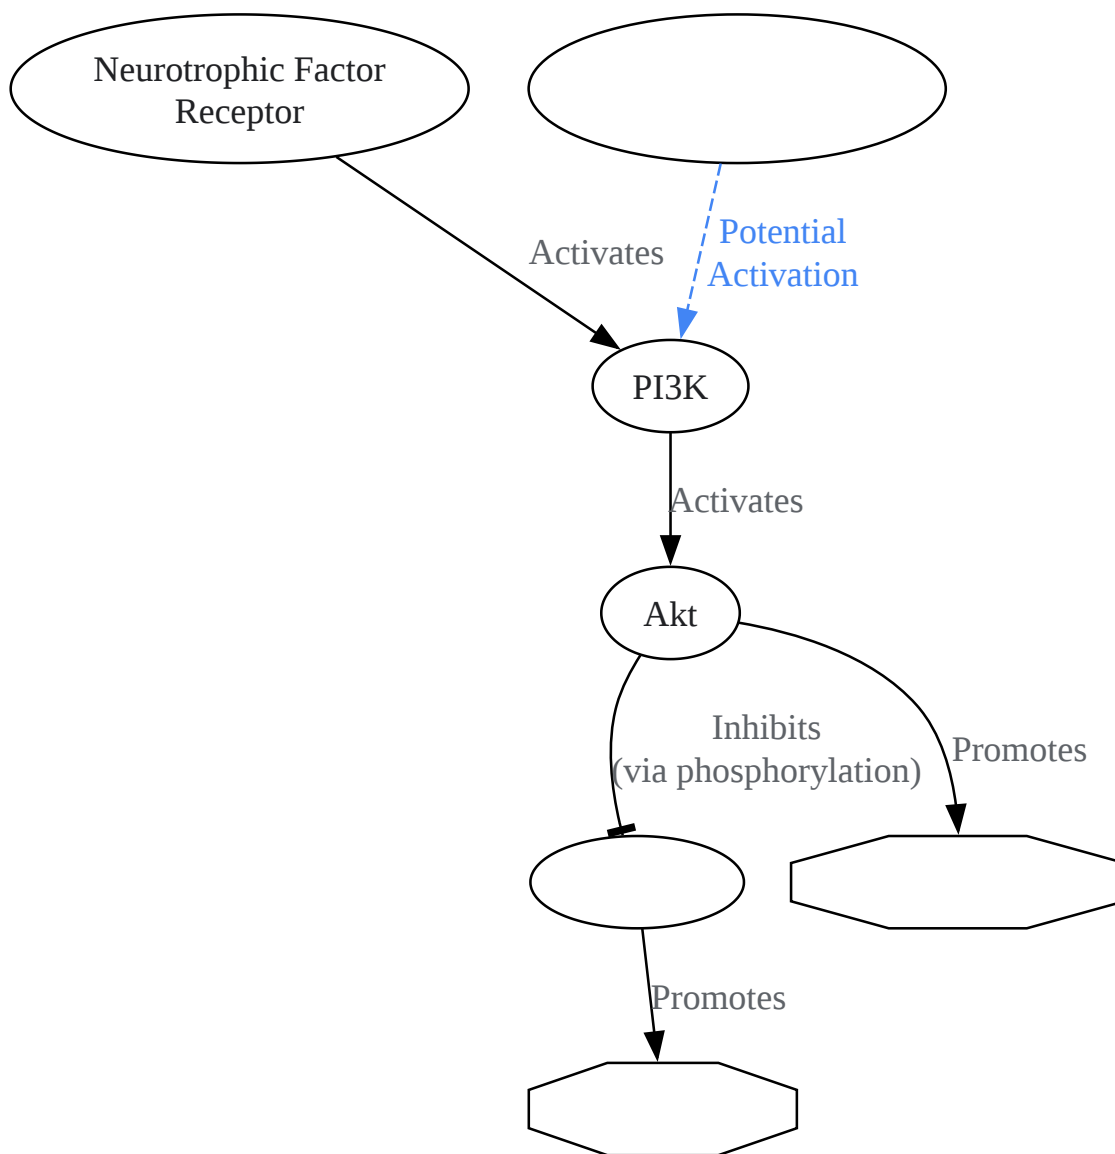 Neurotrophic Factor
Receptor
Activates
Potential
Activation
PI3K
Activates
Akt
Inhibits
(via phosphorylation)
Promotes
Promotes